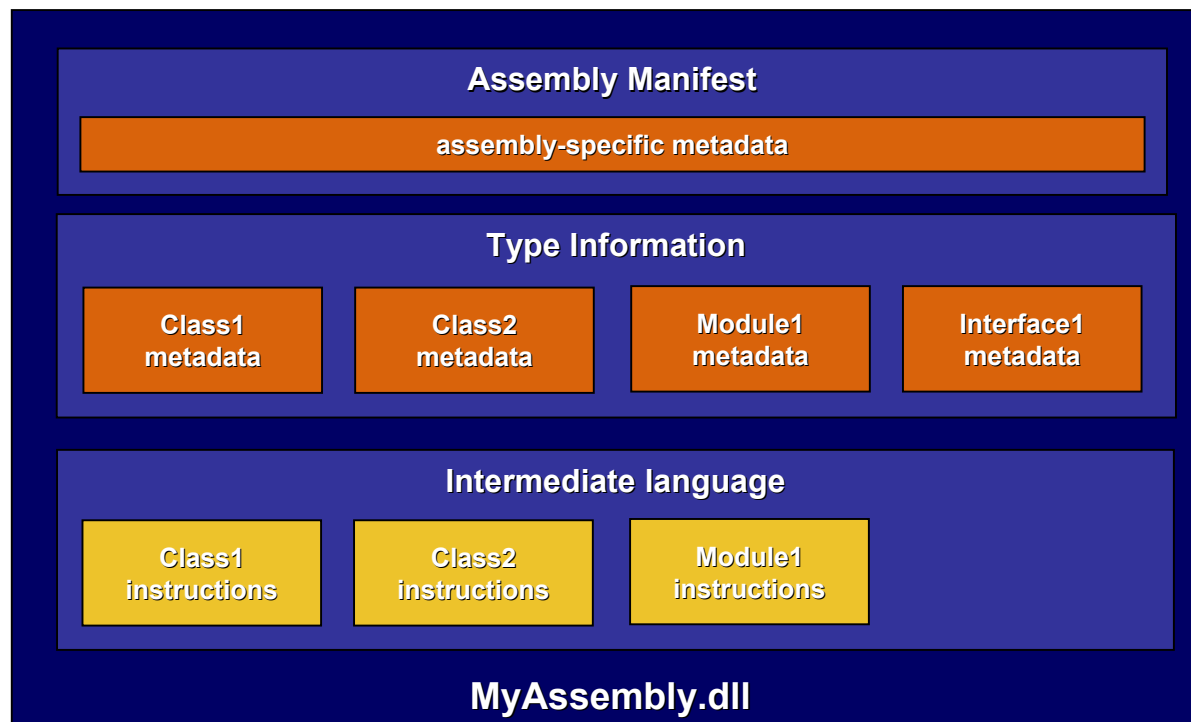 Assembly Manifest
assembly-specific metadata
Type Information
Class1
metadata
Class2
metadata
Module1
metadata
Interface1
metadata
Intermediate language
Class1
instructions
Class2
instructions
Module1
instructions
MyAssembly.dll